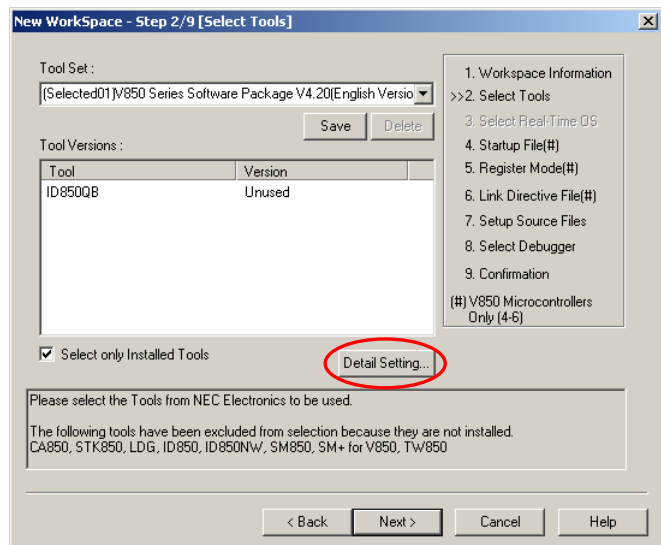 New WorkSpace - Step 2/9 [Select Tools]
Tool Set :
(Selected01)V850 Series Software Package V4.20(English Versio
Save
Delete
Tool Versions :
Tool Version
ID850QB Unused
Select only Installed Tools
Detail Setting...
1. Workspace Information
>>2. Select Tools
3. Select Real-Time OS
4. Startup File(#)
5. Register Mode(#)
6. Link Directive File(#)
7. Setup Source Files
8. Select Debugger
9. Confirmation
(#) V850 Microcontrollers
Only (4-6)
Please select the Tools from NEC Electronics to be used.
The following tools have been excluded from selection because they are not installed.
CA850, STK850, LDG, ID850, ID850NW, SM850, SM+ for V850, TW850
< Back
Next >
Cancel
Help